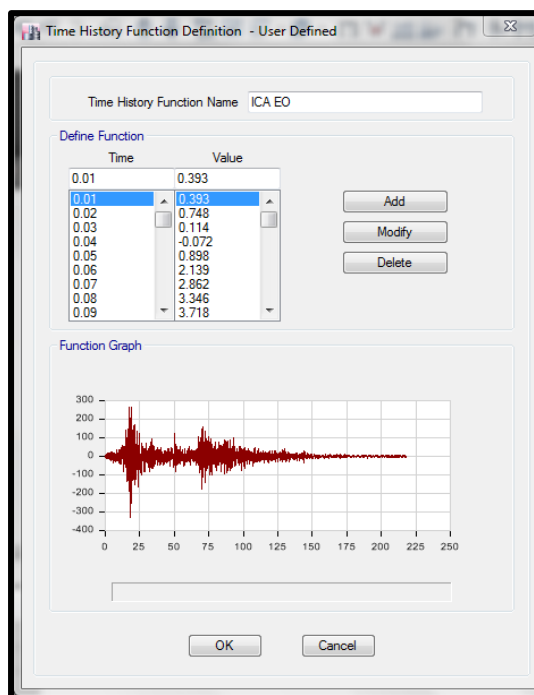 Time History Function Definition - User Defined
Time History Function Name ICA EO
Define Function
Time Value
0.01 0.393
0.01 0.393
0.02 0.748
0.03 0.114
0.04 -0.072
0.05 0.898
0.06 2.139
0.07 2.862
0.08 3.346
0.09 3.718
Add
Modify
Delete
Function Graph
300
200
100
0
-100
-200
-300
-400
0 25 50 75 100 125 150 175 200 225 250
OK Cancel